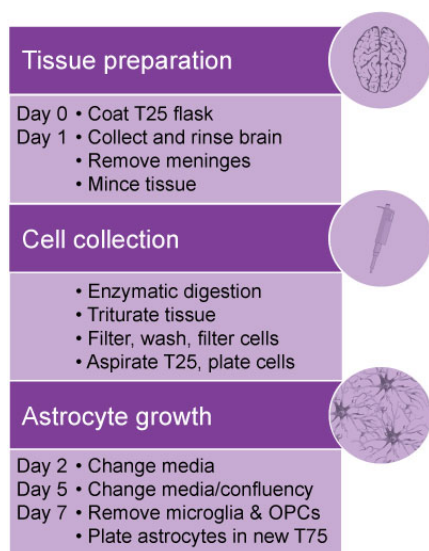 Tissue preparation
Day 0 • Coat T25 flask
Day 1 • Collect and rinse brain
• Remove meninges
• Mince tissue
Cell collection
• Enzymatic digestion
• Triturate tissue
• Filter, wash, filter cells
• Aspirate T25, plate cells
Astrocyte growth
Day 2 • Change media
Day 5 • Change media/confluency
Day 7 • Remove microglia & OPCs
• Plate astrocytes in new T75